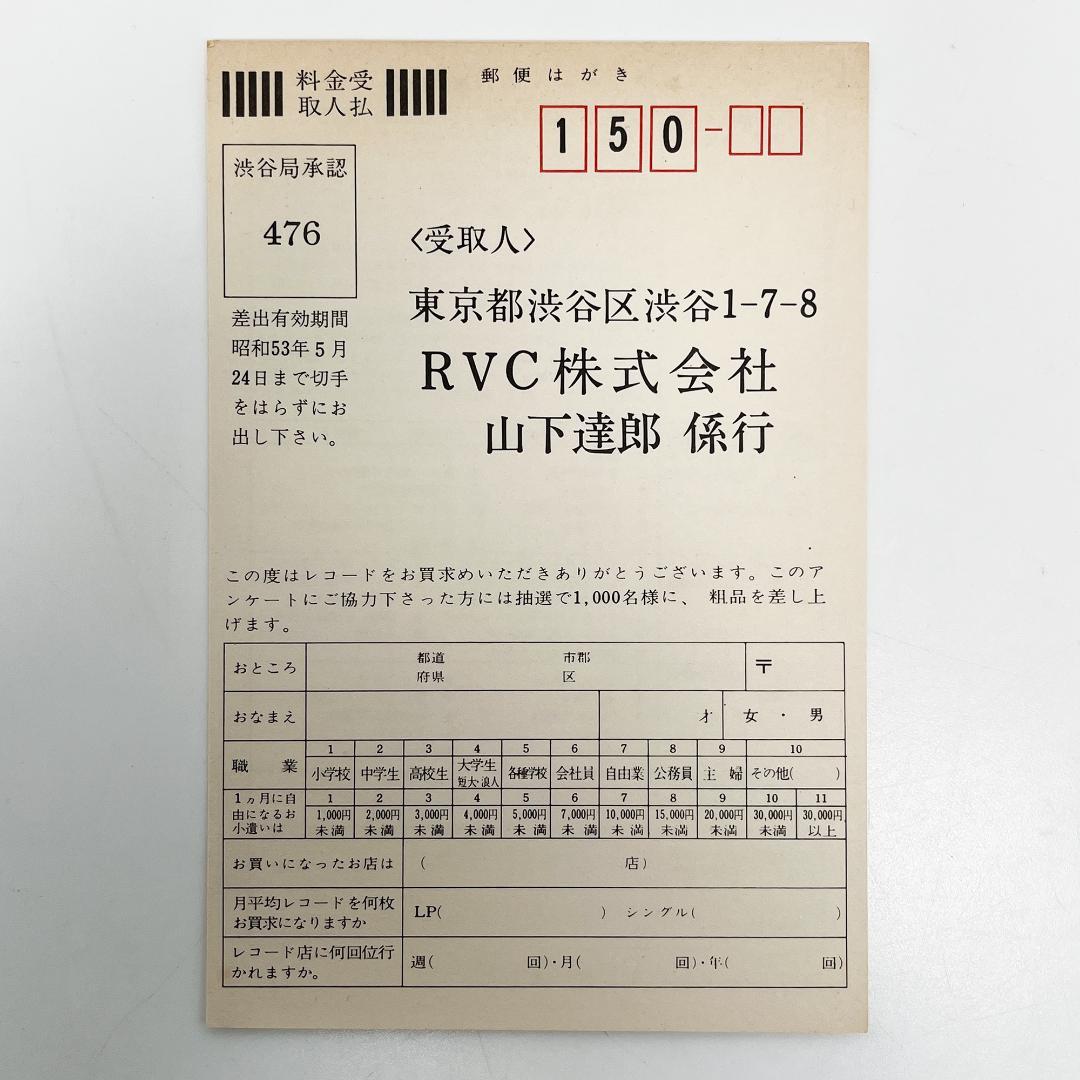 料金受
取人払
郵便はがき
150-
渋谷局承認
476
差出有効期間
昭和53年5月
24日まで切手
をはらずにお
出し下さい。
〈受取人〉
東京都渋谷区渋谷1-7-8
RVC株式会社
山下達郎 係行
この度はレコードをお買求めいただきありがとうございます。このア
ンケートにご協力下さった方には抽選で1,000名様に、粗品を差し上
げます。
おところ 都道府県 市郡区 〒
おなまえ 才 女・男
職業
1 2 3 4 5 6 7 8 9 10
小学校 中学生 高校生 大学生 短大・浪人 各種学校 会社員 自由業 公務員 主婦 その他( )
1ヵ月に自
由になるお
小遣いは
1 2 3 4 5 6 7 8 9 10 11
1,000円未満 2,000円未満 3,000円未満 4,000円未満 5,000円未満 7,000円未満 10,000円未満 15,000円未満 20,000円未満 30,000円未満 30,000円以上
お買いになったお店は ( 店)
月平均レコードを何枚
お買求になりますか
LP( ) シングル( )
レコード店に何回位行
かれますか。
週( 回)・月( 回)・年( 回)